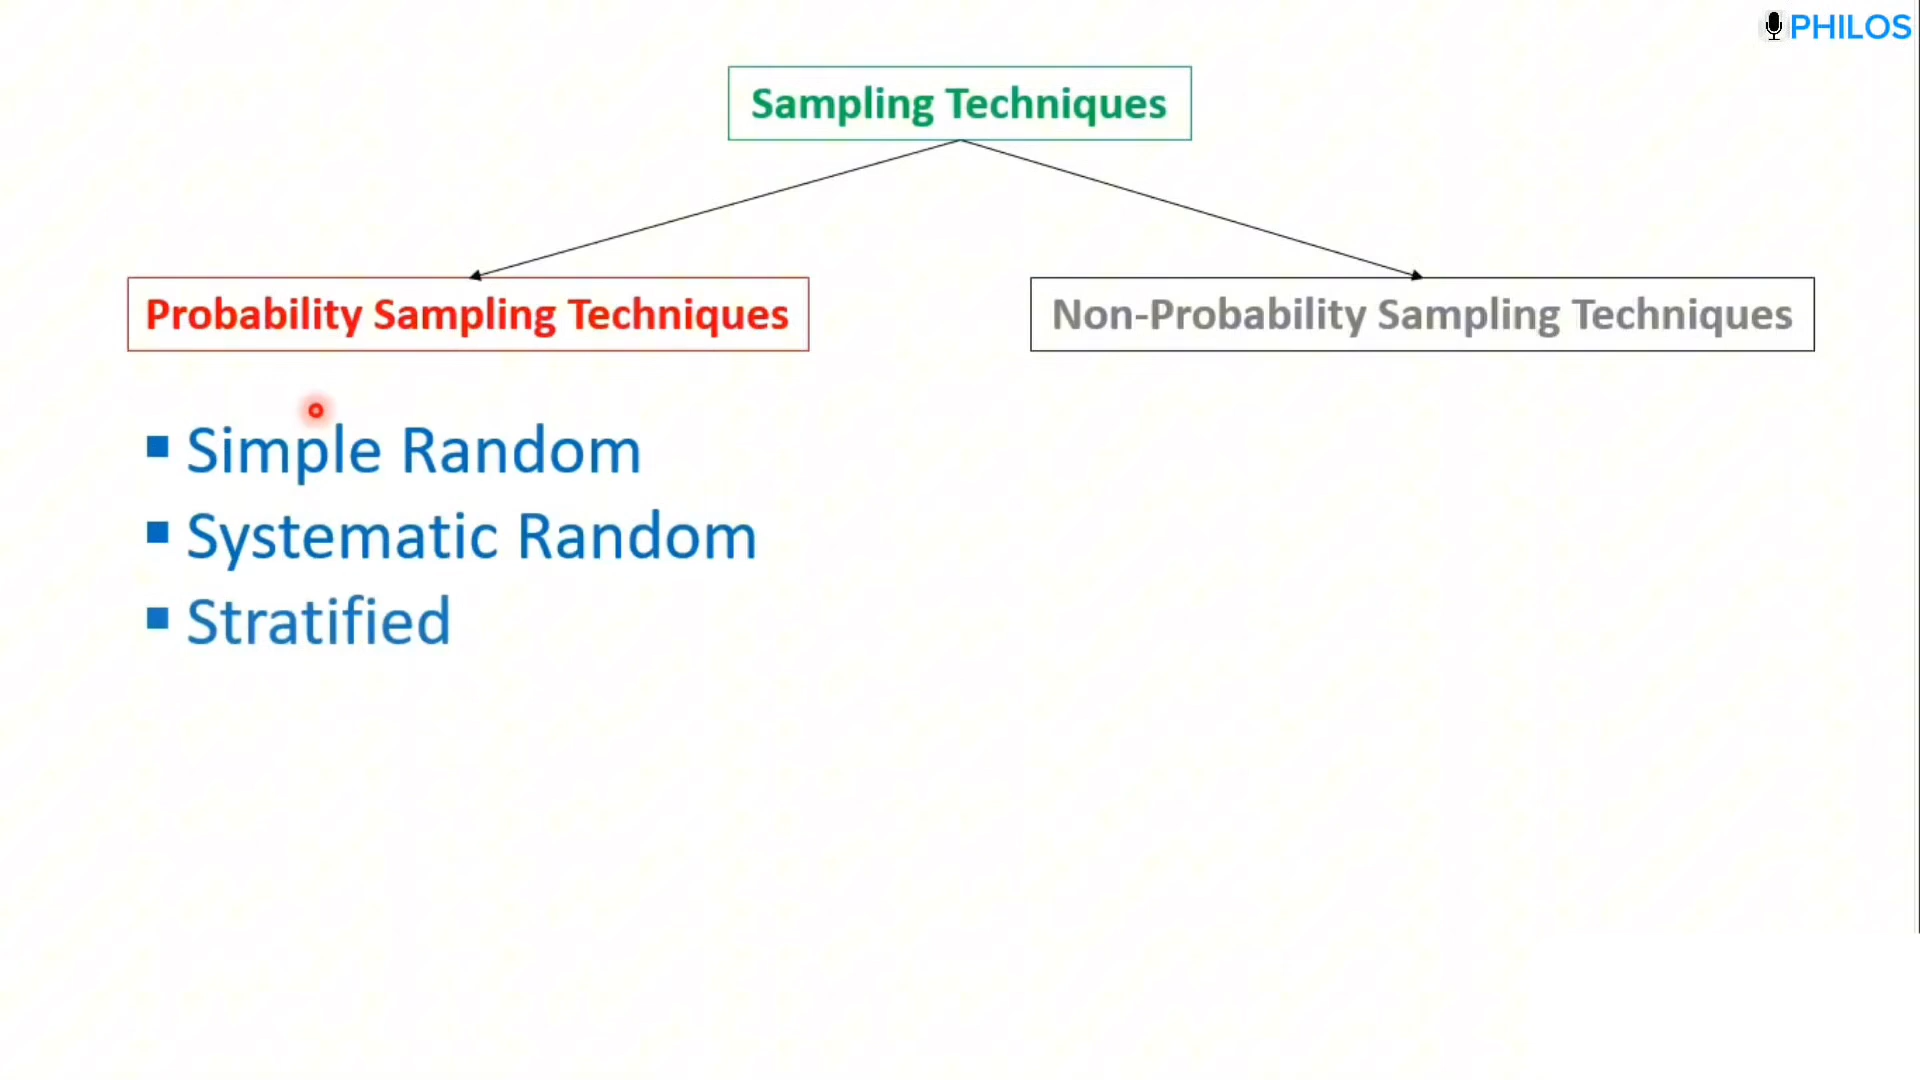 PHILOS
Sampling Techniques
Probability Sampling Techniques
Non-Probability Sampling Techniques
▪ Simple Random
▪ Systematic Random
▪ Stratified